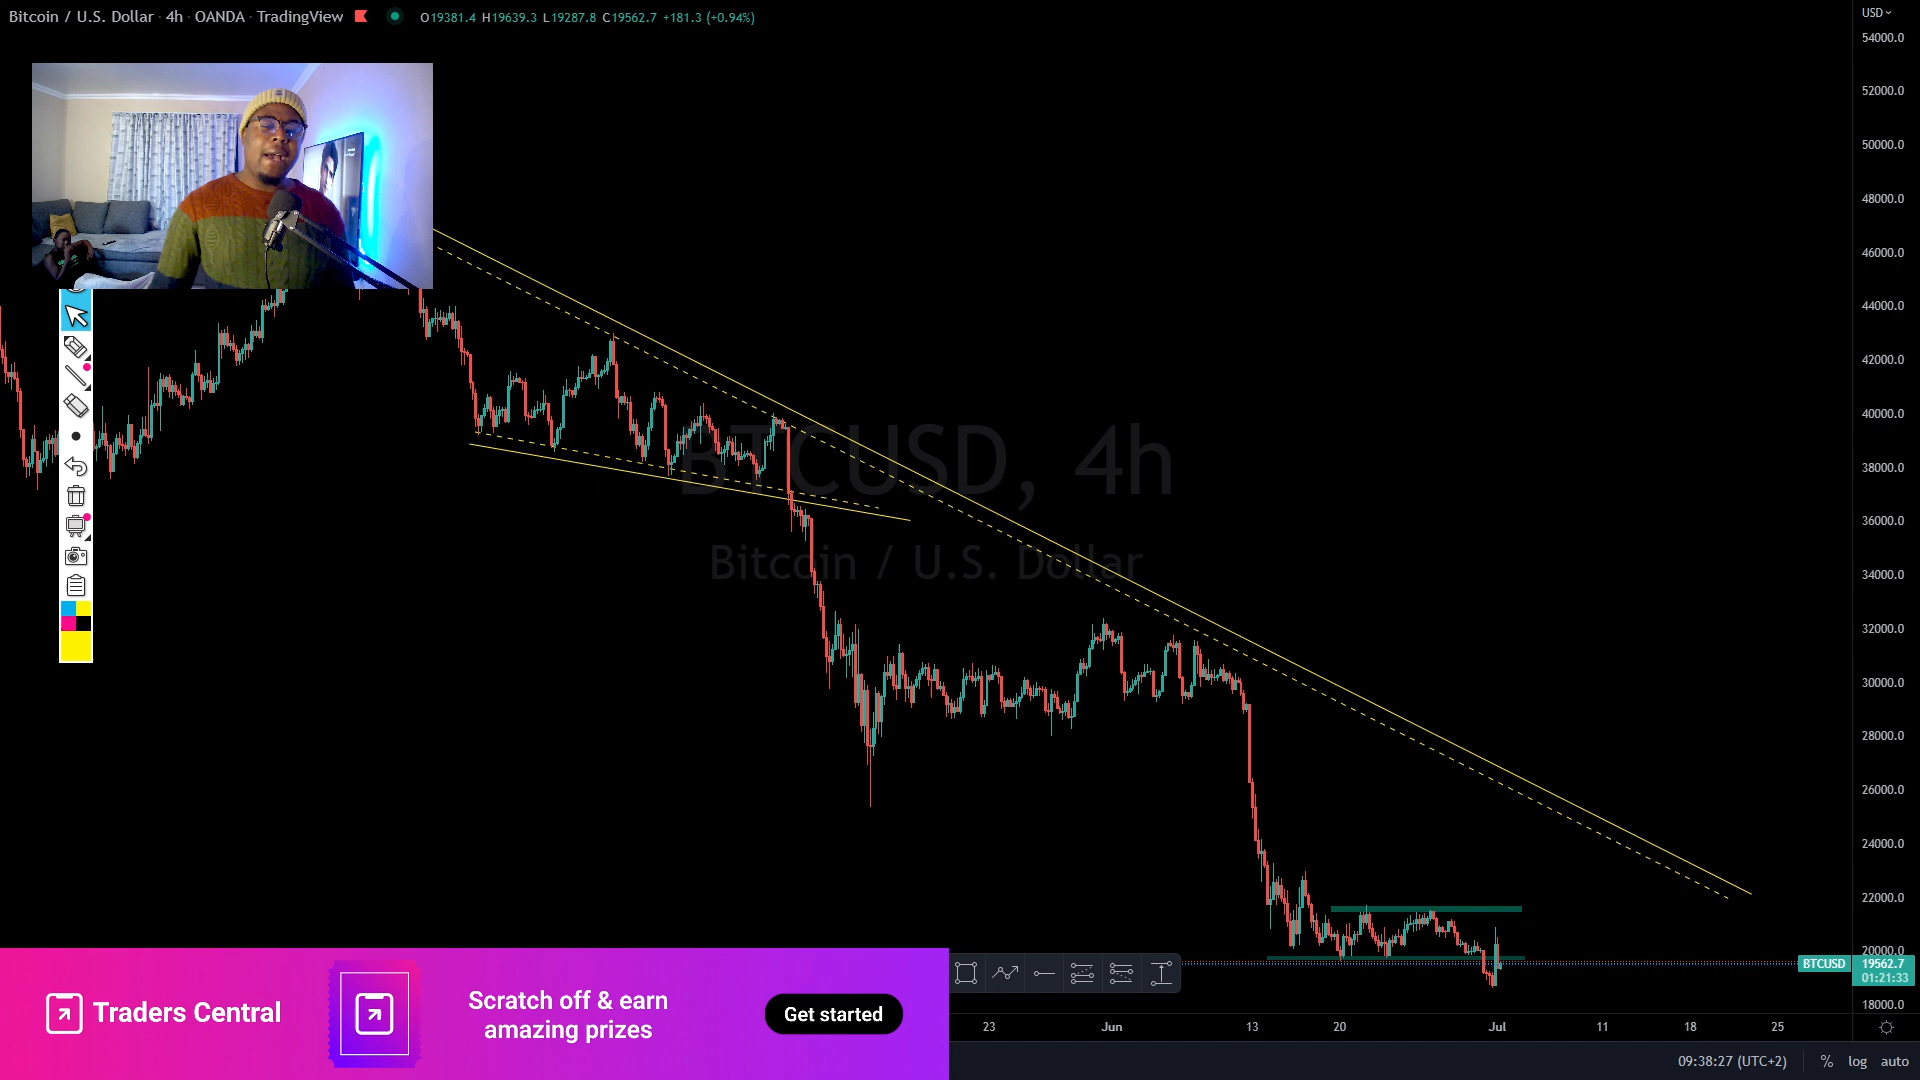 Bitcoin / U.S. Dollar · 4h · OANDA · TradingView
O19381.4 H19639.3 L19287.8 C19562.7 +181.3 (+0.94%)
USD
54000.0
52000.0
50000.0
48000.0
46000.0
44000.0
42000.0
40000.0
38000.0
36000.0
34000.0
32000.0
30000.0
28000.0
26000.0
24000.0
22000.0
20000.0
18000.0
BTCUSD, 4h
Bitcoin / U.S. Dollar
BTCUSD
19562.7
01:21:33
Traders Central
Scratch off & earn
amazing prizes
Get started
23
Jun
13
20
Jul
11
18
25
09:38:27 (UTC+2)
%
log
auto